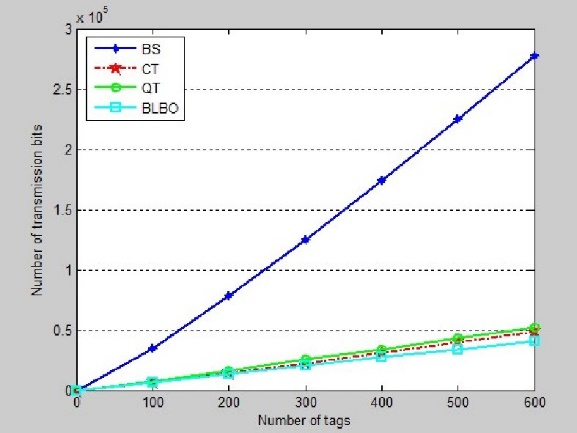 x 10^5
3
2.5
2
1.5
1
0.5
0
BS
CT
QT
BLBO
Number of transmission bits
0 100 200 300 400 500 600
Number of tags